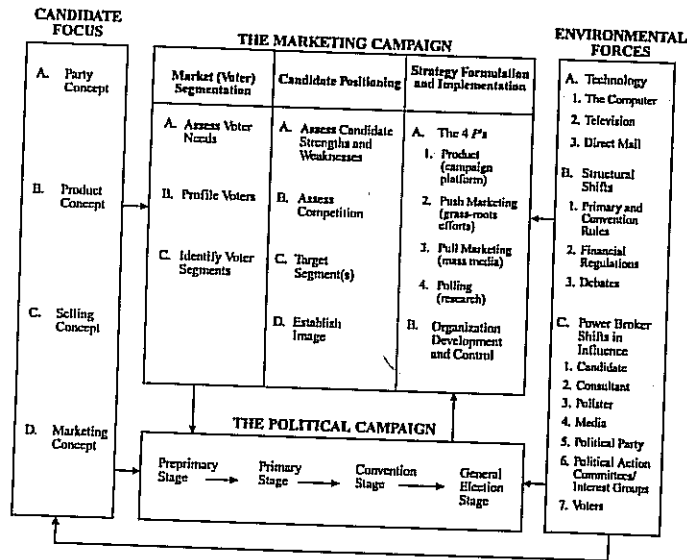 CANDIDATE
FOCUS
A. Party
Concept
B. Product
Concept
C. Selling
Concept
D. Marketing
Concept
THE MARKETING CAMPAIGN
Market (Voter)
Segmentation
A. Assess Voter
Needs
B. Profile Voters
C. Identify Voter
Segments
Candidate Positioning
A. Assess Candidate
Strengths and
Weaknesses
B. Assess
Competition
C. Target
Segment(s)
D. Establish
Image
Strategy Formulation
and Implementation
A. The 4 P's
1. Product
(campaign
platform)
2. Push Marketing
(grass-roots
efforts)
3. Pull Marketing
(mass media)
4. Polling
(research)
B. Organization
Development
and Control
THE POLITICAL CAMPAIGN
Preprimary
Stage
Primary
Stage
Convention
Stage
General
Election
Stage
ENVIRONMENTAL
FORCES
A. Technology
1. The Computer
2. Television
3. Direct Mail
B. Structural
Shifts
1. Primary and
Convention
Rules
2. Financial
Regulations
3. Debates
C. Power Broker
Shifts in
Influence
1. Candidate
2. Consultant
3. Pollster
4. Media
5. Political Party
6. Political Action
Committees/
Interest Groups
7. Voters